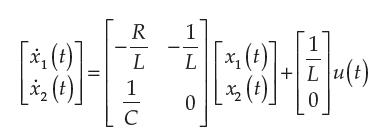 [ẋ₁(t); ẋ₂(t)] = [−R/L −1/L; 1/C 0] [x₁(t); x₂(t)] + [1/L; 0] u(t)